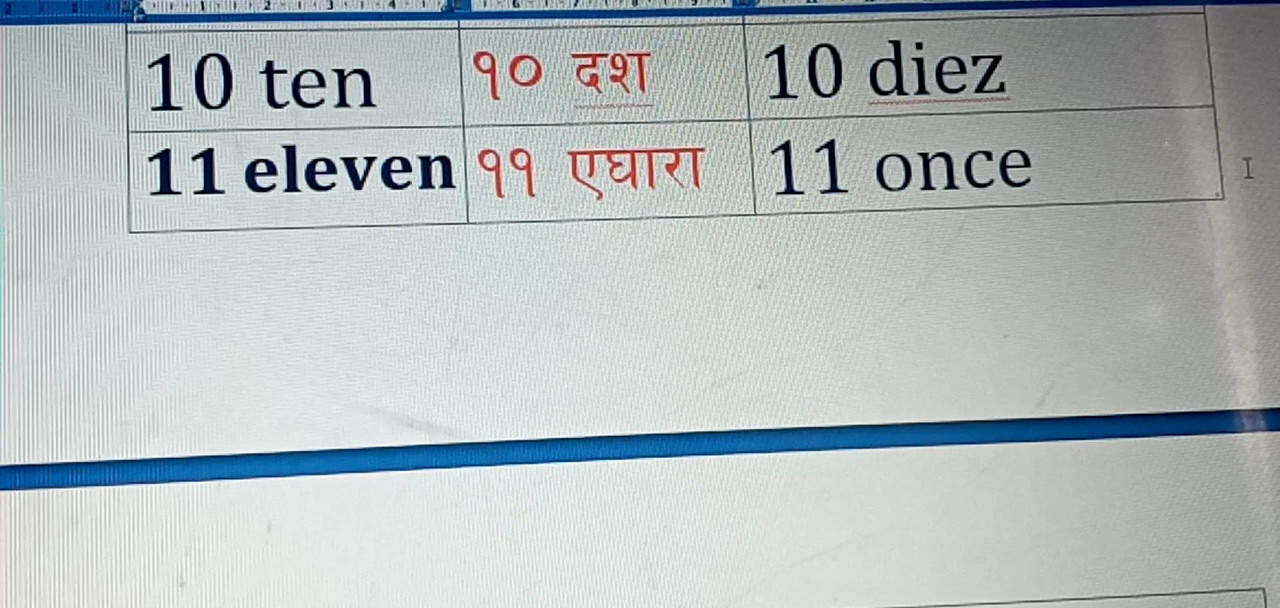 10 ten १० दश 10 diez
11 eleven ११ एघारा 11 once